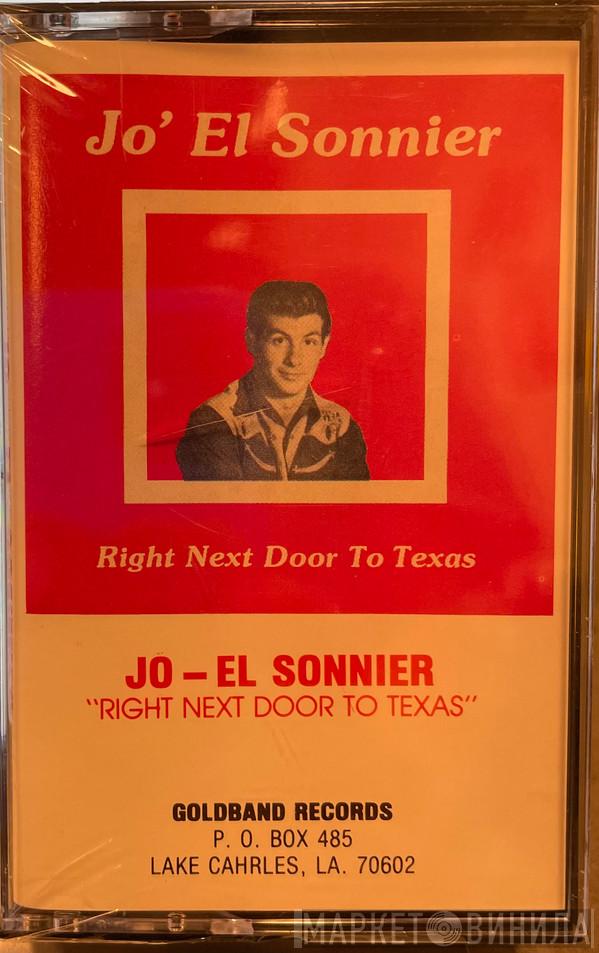 Jo' El Sonnier
Right Next Door To Texas
JO – EL SONNIER
"RIGHT NEXT DOOR TO TEXAS"
GOLDBAND RECORDS
P. O. BOX 485
LAKE CAHRLES, LA. 70602
МАРКЕТ ВИНИЛА